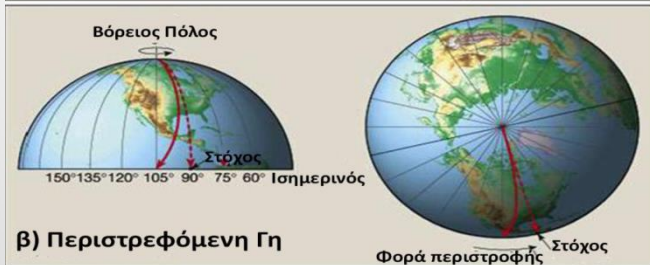 Βόρειος Πόλος
Στόχος
150° 135° 120° 105° 90° 75° 60° Ισημερινός
β) Περιστρεφόμενη Γη
Στόχος
Φορά περιστροφής